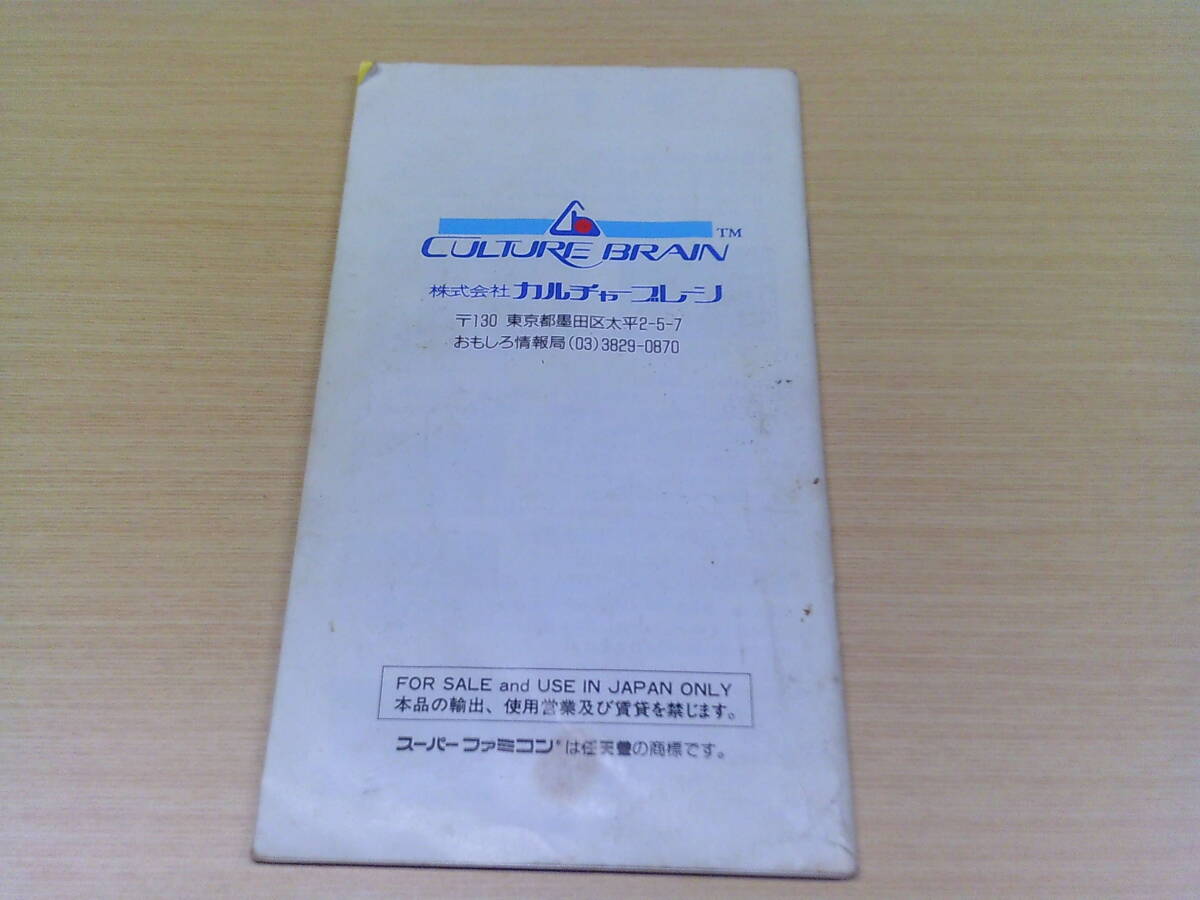 CULTURE BRAIN TM
株式会社 カルチャーブレーン
〒130 東京都墨田区太平2-5-7
おもしろ情報局(03)3829-0870
FOR SALE and USE IN JAPAN ONLY
本品の輸出、使用営業及び賃貸を禁じます。
スーパーファミコン®は任天堂の商標です。